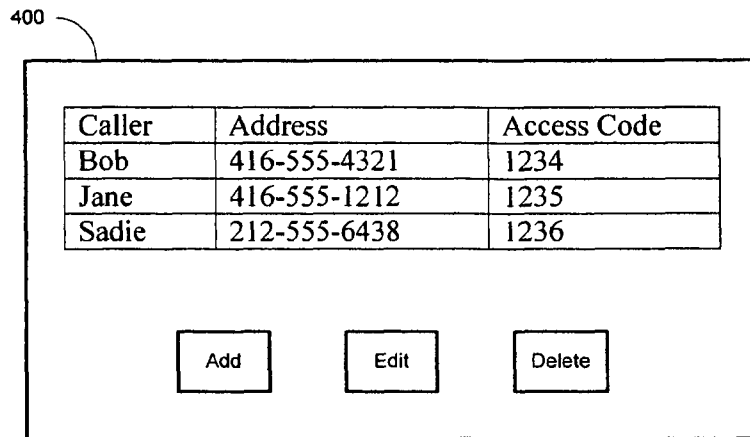 400
Caller Address Access Code
Bob 416-555-4321 1234
Jane 416-555-1212 1235
Sadie 212-555-6438 1236
Add Edit Delete